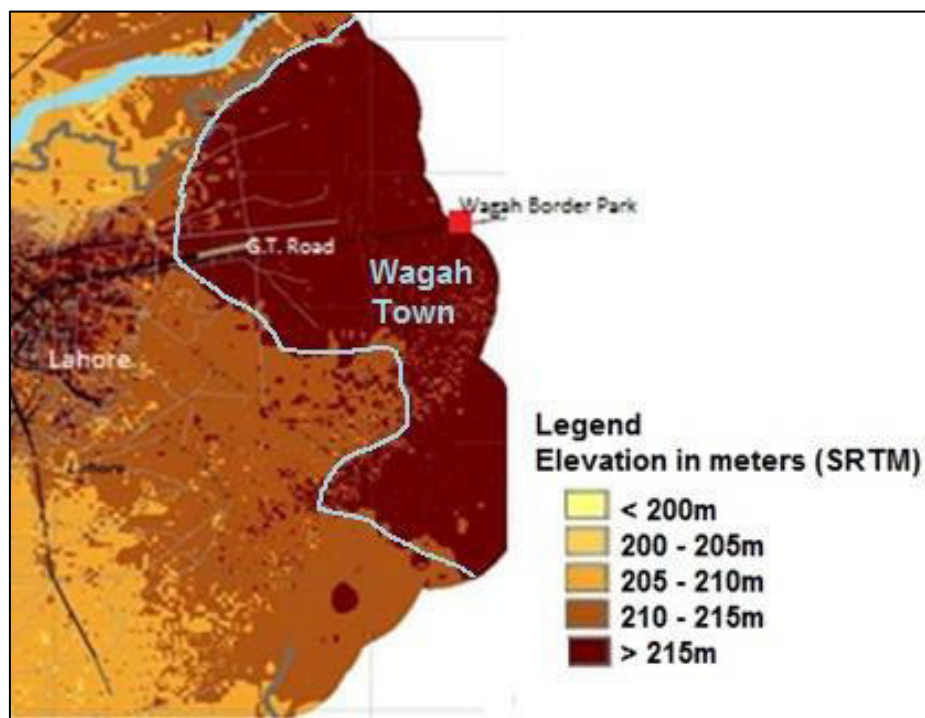 Wagah Border Park
G.T. Road
Wagah
Town
Lahore
Lahore
Legend
Elevation in meters (SRTM)
< 200m
200 - 205m
205 - 210m
210 - 215m
> 215m